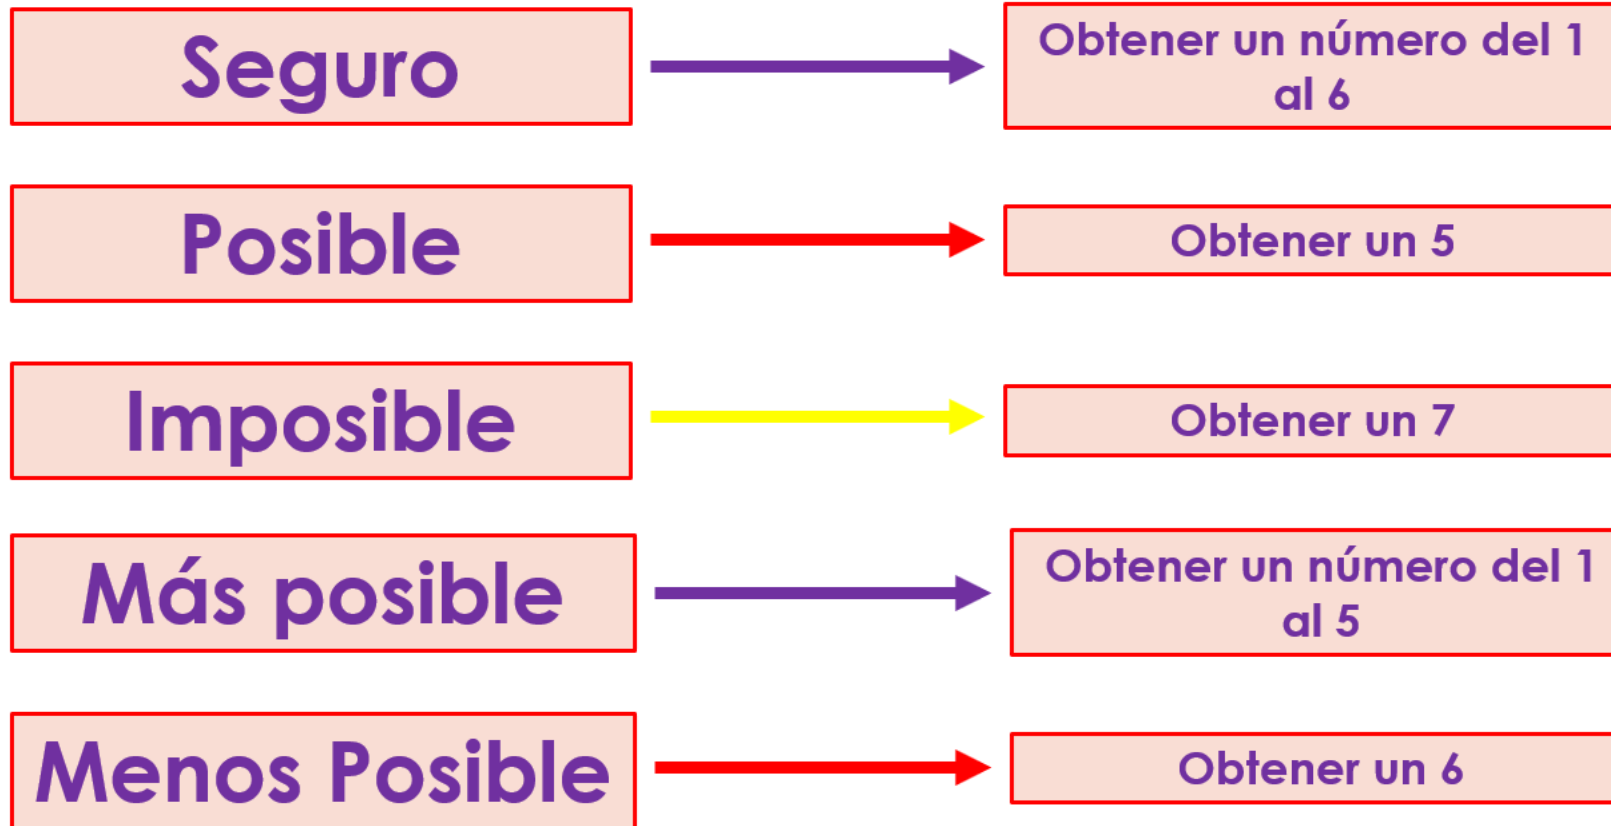 Seguro
Obtener un número del 1
al 6
Posible
Obtener un 5
Imposible
Obtener un 7
Más posible
Obtener un número del 1
al 5
Menos Posible
Obtener un 6